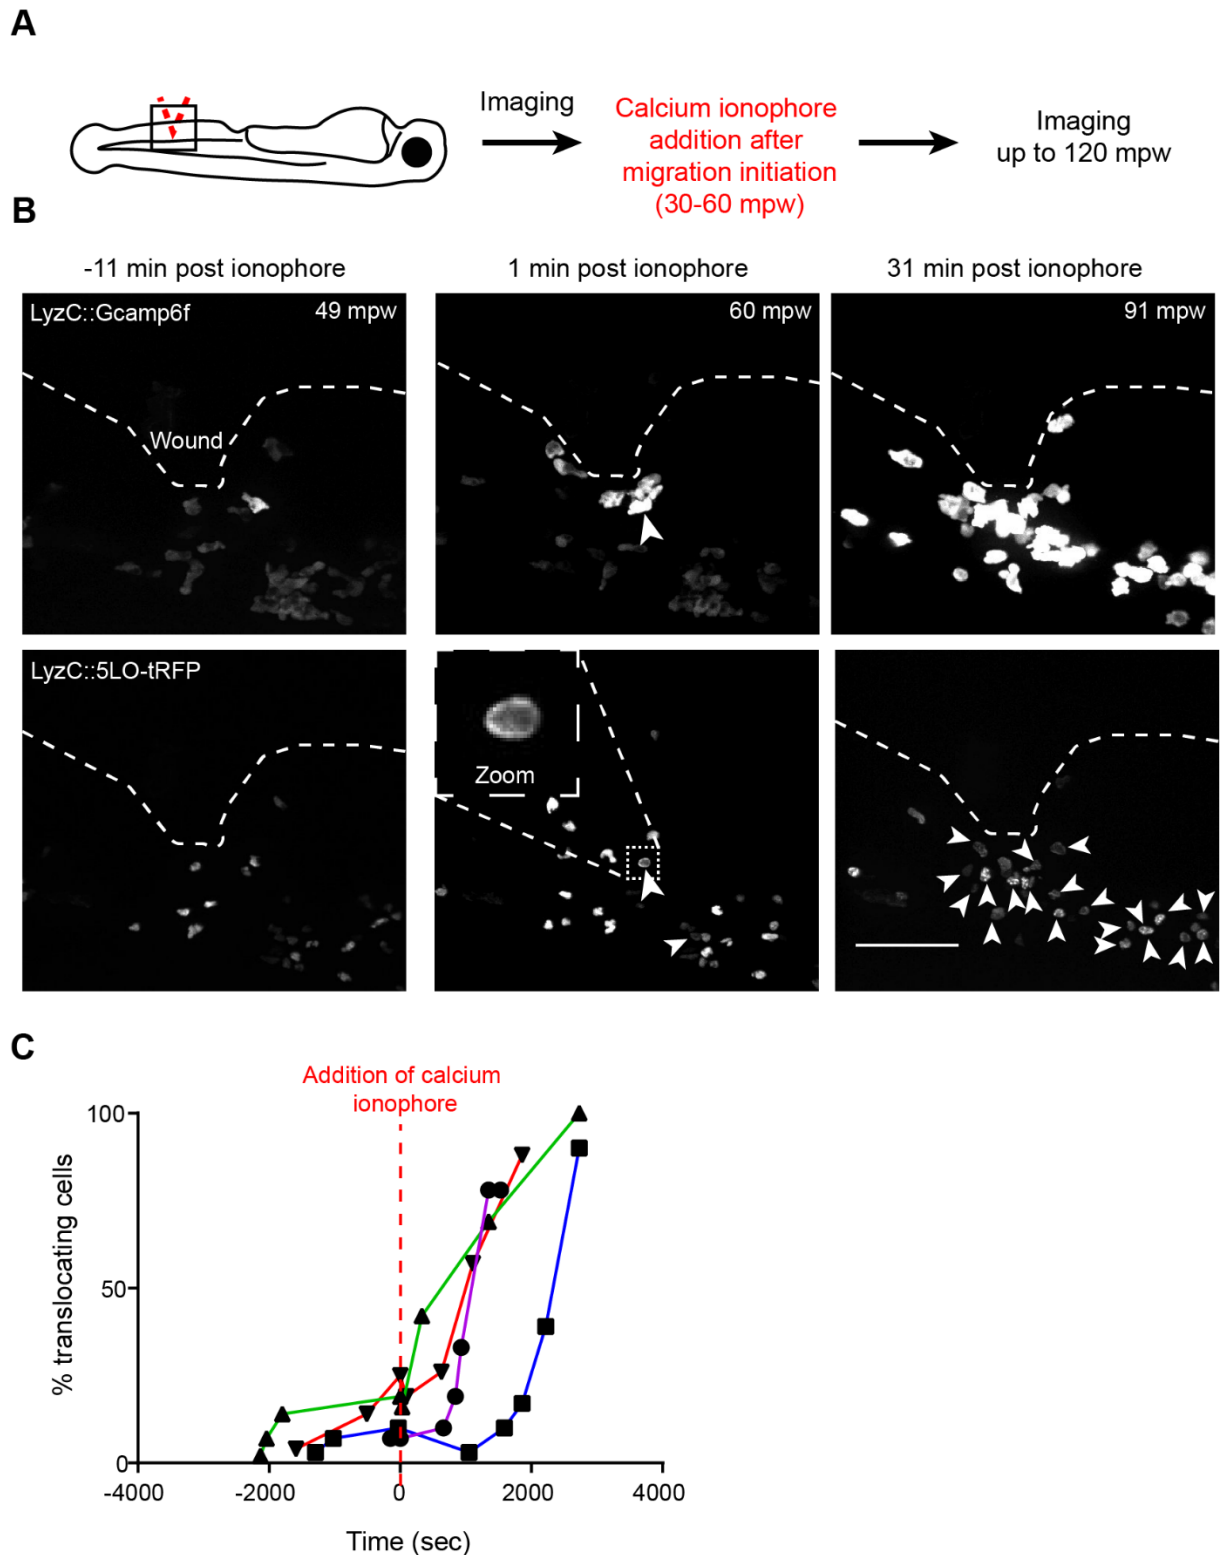 A
Imaging
Calcium ionophore
addition after
migration initiation
(30-60 mpw)
Imaging
up to 120 mpw
B
-11 min post ionophore
1 min post ionophore
31 min post ionophore
LyzC::Gcamp6f
49 mpw
60 mpw
91 mpw
Wound
LyzC::5LO-tRFP
Zoom
C
Addition of calcium
ionophore
% translocating cells
100
50
0
-4000
-2000
0
2000
4000
Time (sec)